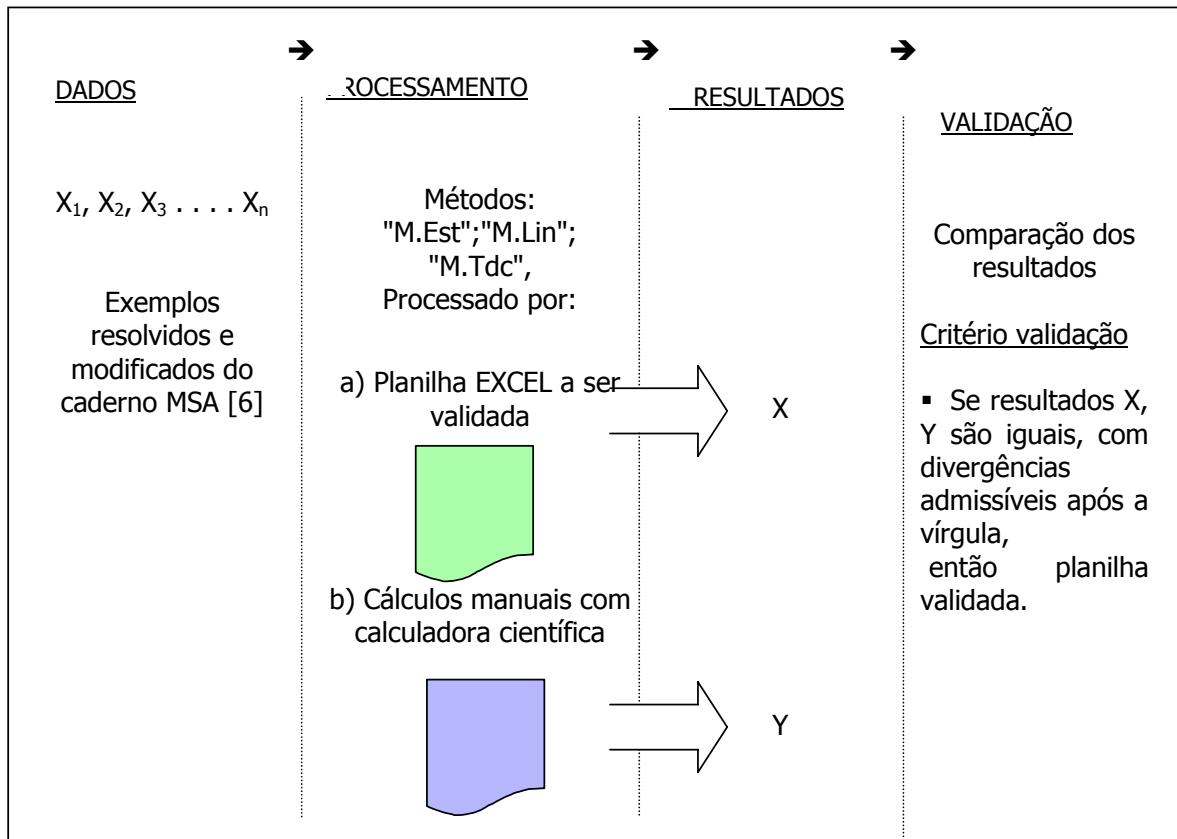 DADOS
ROCESSAMENTO
RESULTADOS
VALIDAÇÃO
X1, X2, X3 . . . . Xn
Exemplos
resolvidos e
modificados do
caderno MSA [6]
Métodos:
"M.Est";"M.Lin";
"M.Tdc",
Processado por:
a) Planilha EXCEL a ser
validada
b) Cálculos manuais com
calculadora científica
X
Y
Comparação dos
resultados
Critério validação
▪ Se resultados X,
Y são iguais, com
divergências
admissíveis após a
vírgula,
então planilha
validada.